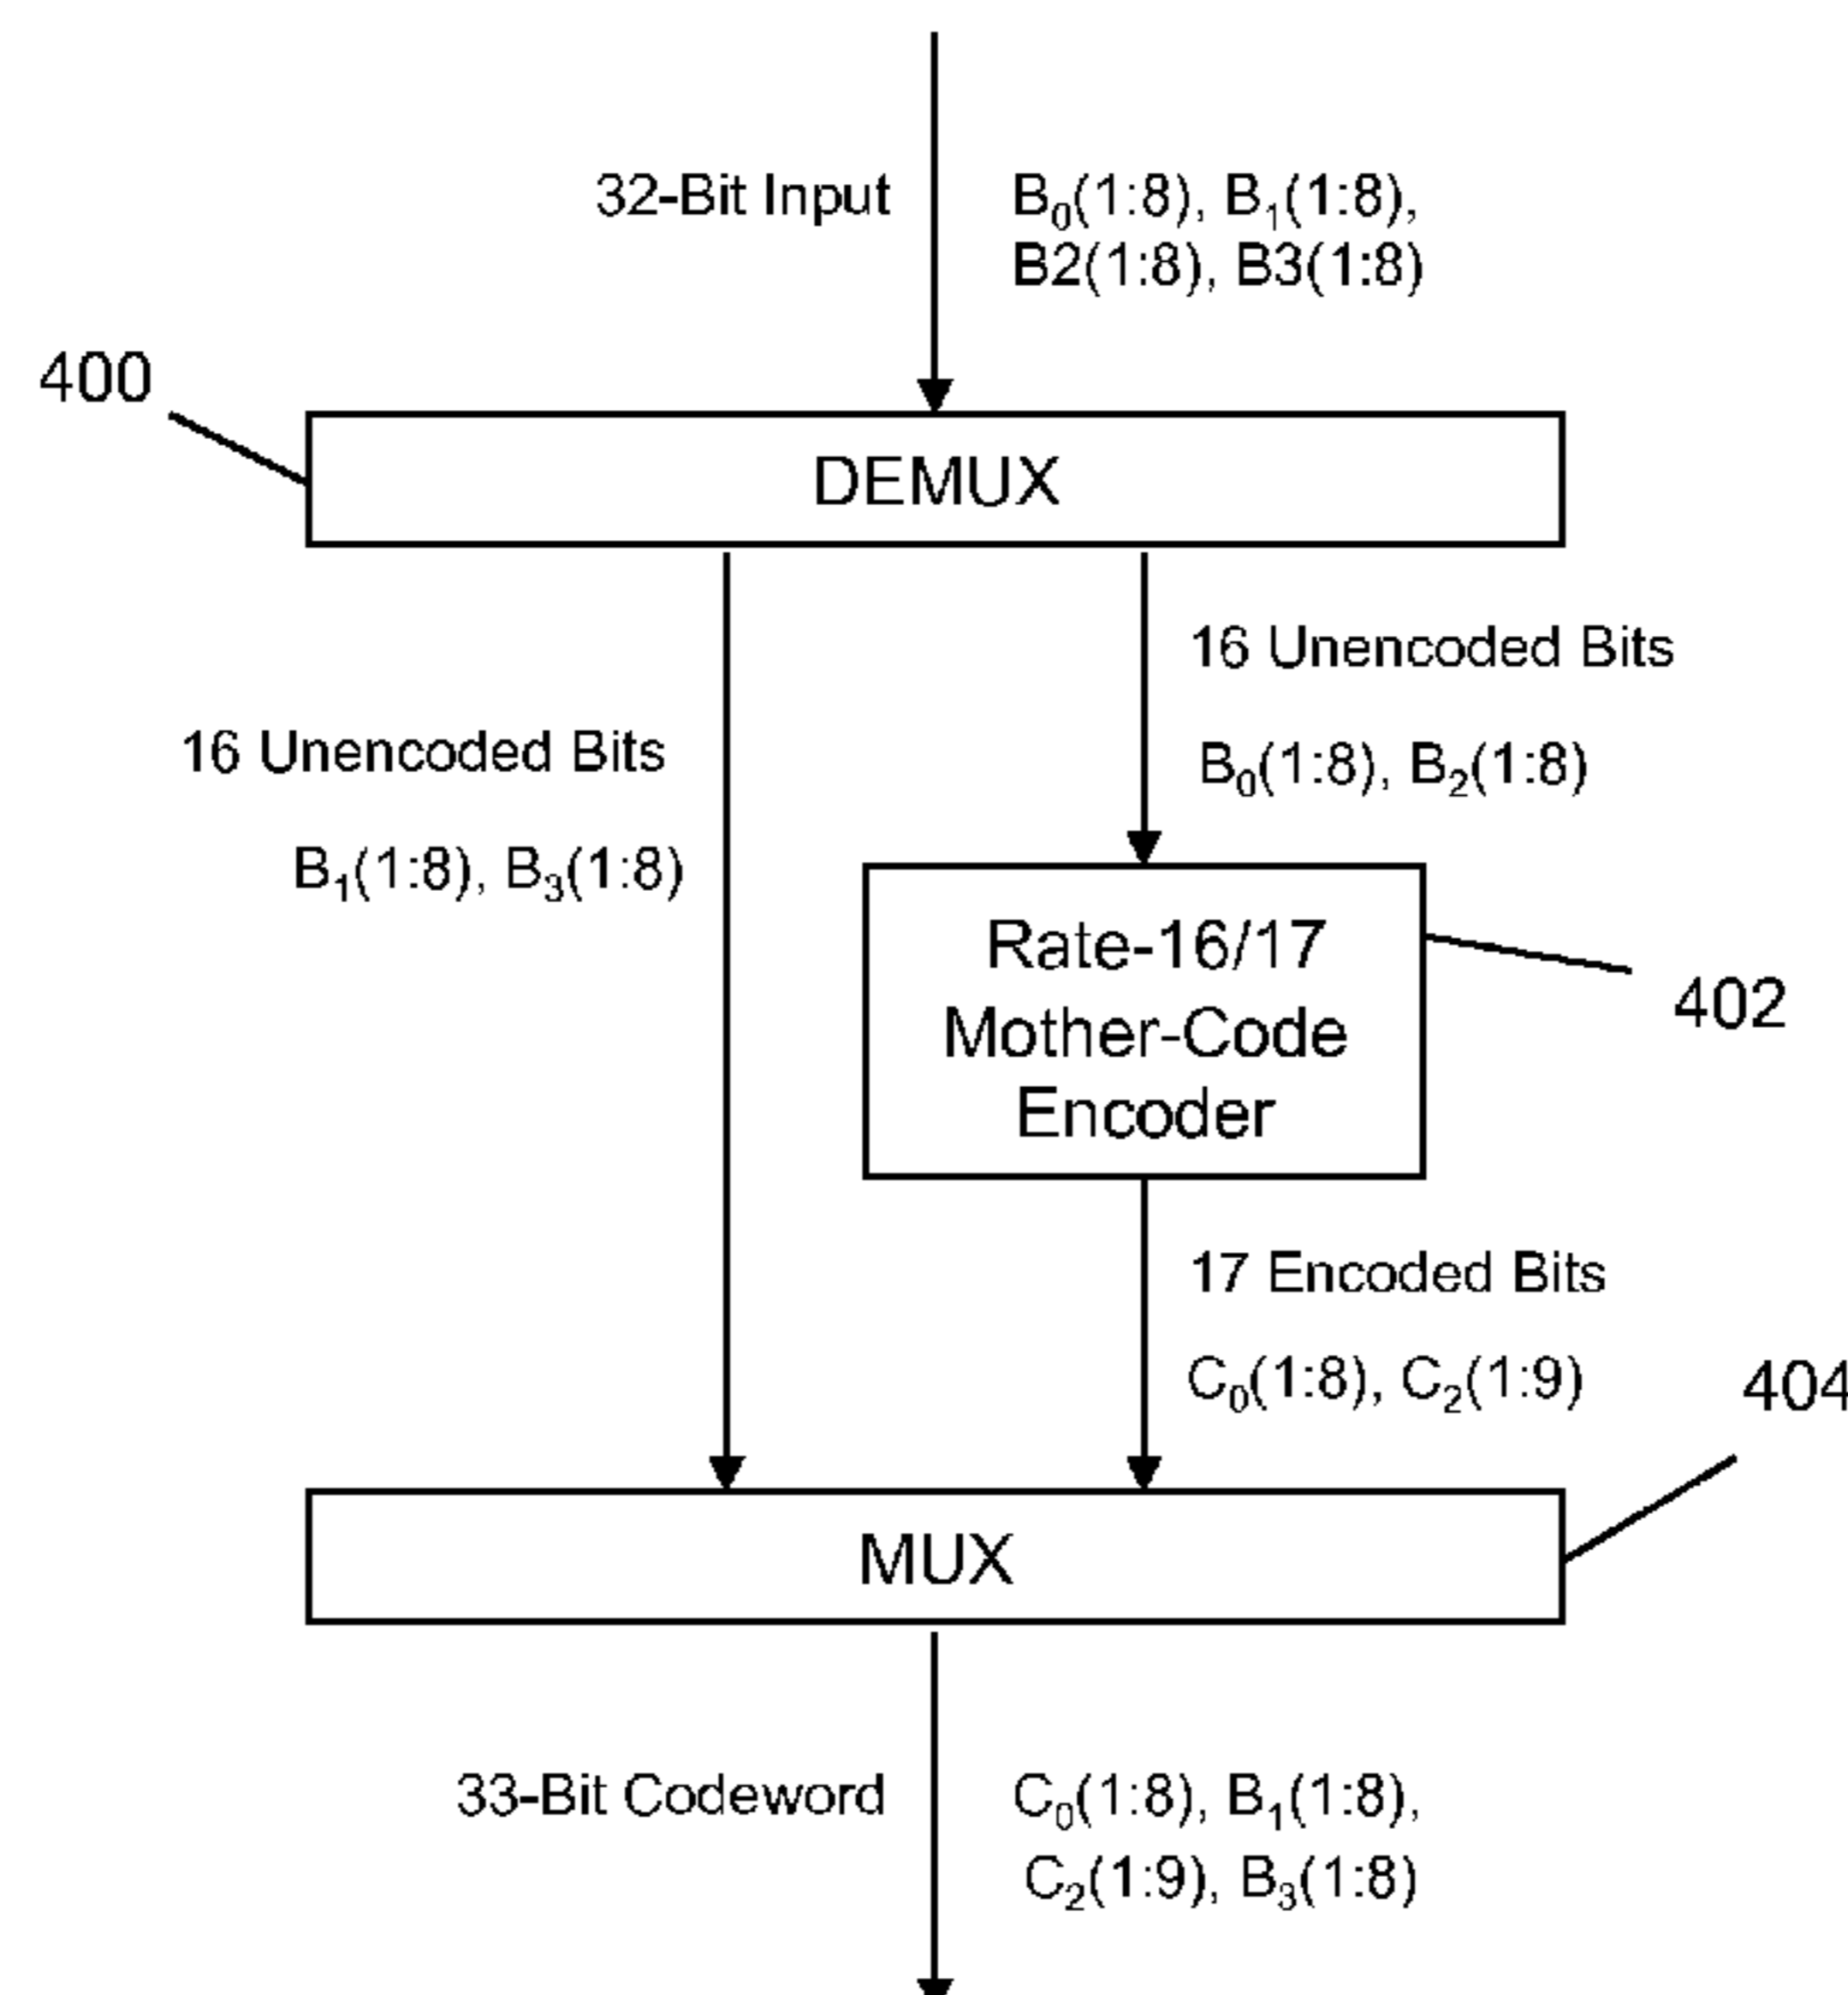 32-Bit Input
B₀(1:8), B₁(1:8),
B2(1:8), B3(1:8)
400
DEMUX
16 Unencoded Bits
B₀(1:8), B₂(1:8)
16 Unencoded Bits
B₁(1:8), B₃(1:8)
Rate-16/17
Mother-Code
Encoder
402
17 Encoded Bits
C₀(1:8), C₂(1:9)
404
MUX
33-Bit Codeword
C₀(1:8), B₁(1:8),
C₂(1:9), B₃(1:8)